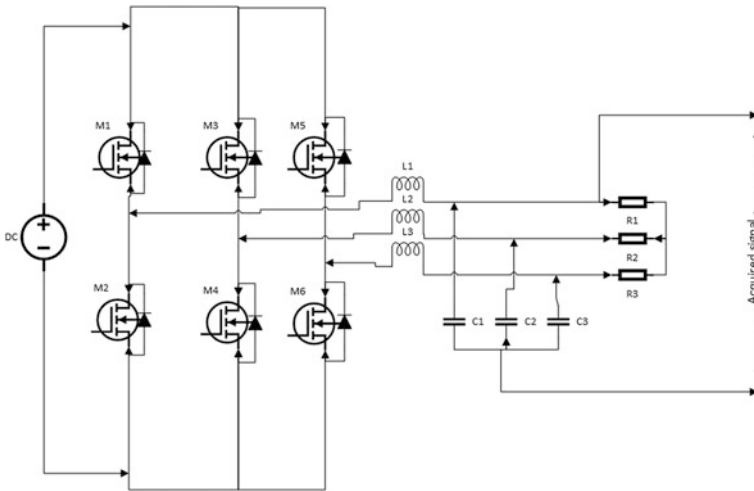 M1
M3
M5
L1
L2
R1
DC
L3
R2
R3
M2
M4
M6
C1
C2
C3
Acquired signal